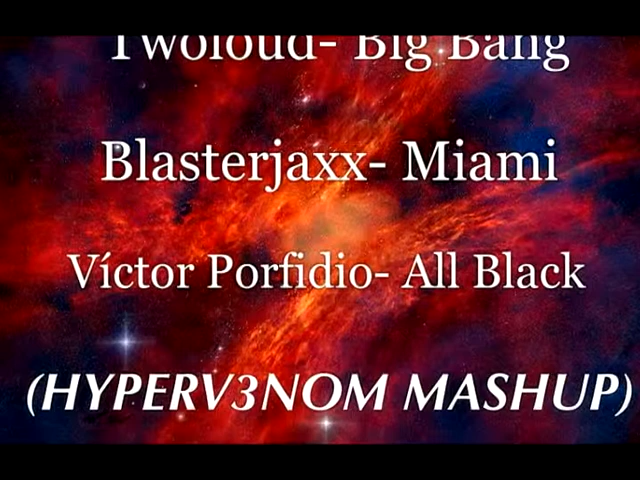 Twoloud- Big Bang
Blasterjaxx- Miami
Víctor Porfidio- All Black
(HYPERV3NOM MASHUP)